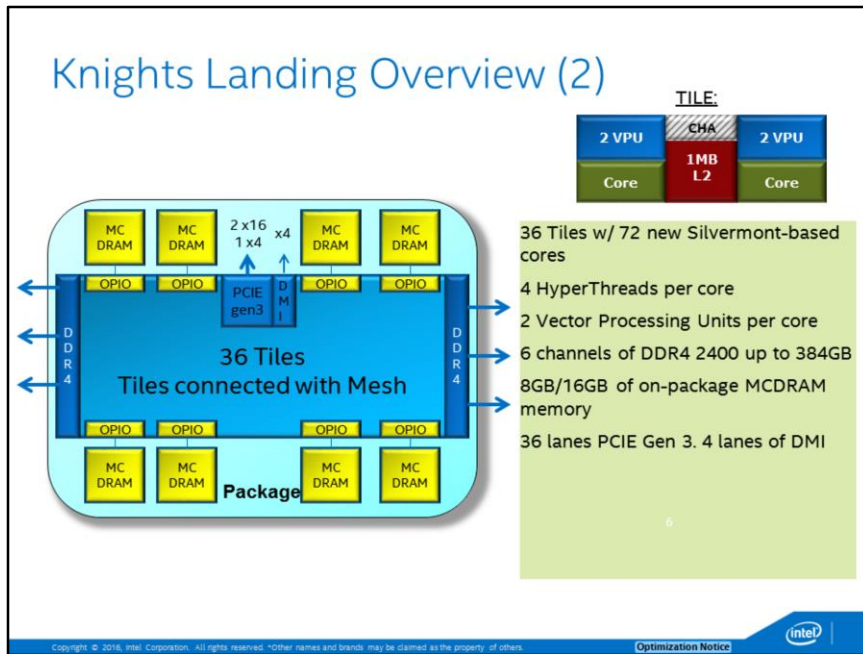 Knights Landing Overview (2)
TILE:
2 VPU
CHA
2 VPU
Core
1MB
L2
Core
MC
DRAM
MC
DRAM
2 x16
1 x4
x4
MC
DRAM
MC
DRAM
OPIO
OPIO
PCIE
gen3
DMI
OPIO
OPIO
DDR4
36 Tiles
Tiles connected with Mesh
DDR4
OPIO
OPIO
OPIO
OPIO
MC
DRAM
MC
DRAM
Package
MC
DRAM
MC
DRAM
36 Tiles w/ 72 new Silvermont-based
cores
4 HyperThreads per core
2 Vector Processing Units per core
6 channels of DDR4 2400 up to 384GB
8GB/16GB of on-package MCDRAM
memory
36 lanes PCIE Gen 3. 4 lanes of DMI
6
Copyright © 2016, Intel Corporation. All rights reserved. *Other names and brands may be claimed as the property of others.
Optimization Notice
intel